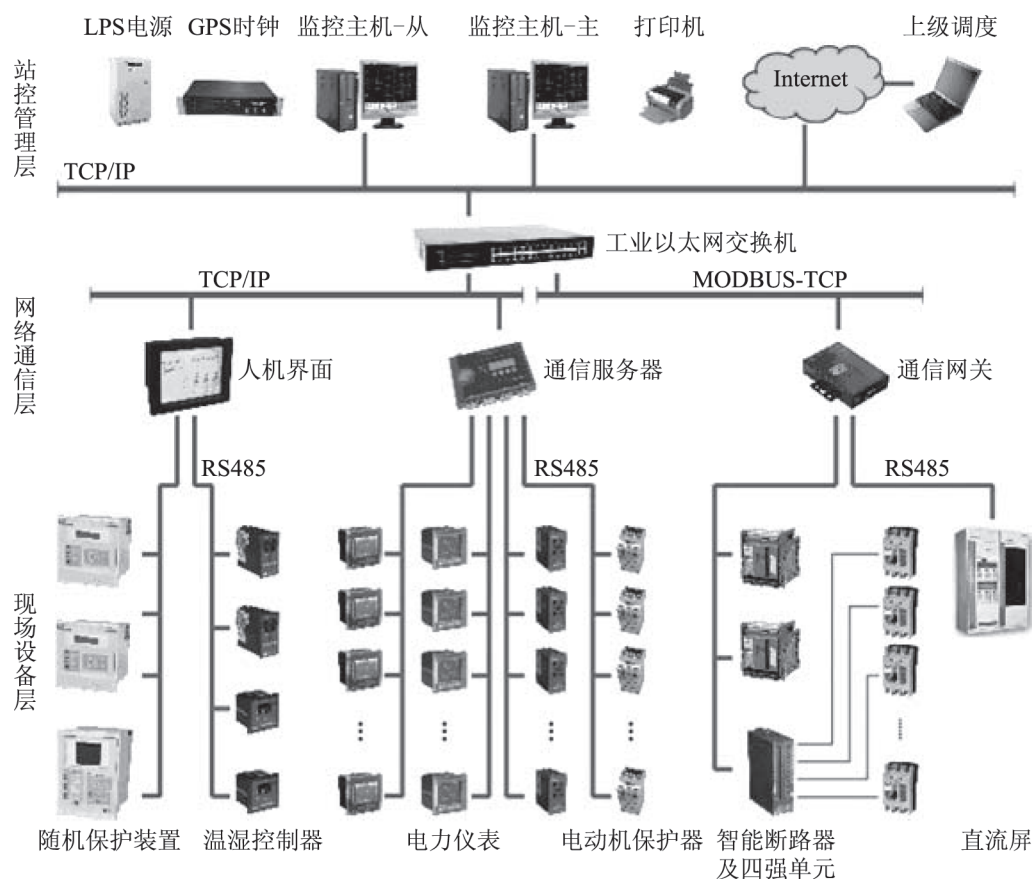 LPS电源
GPS时钟
监控主机-从
监控主机-主
打印机
Internet
上级调度
站控管理层
TCP/IP
工业以太网交换机
TCP/IP
MODBUS-TCP
网络通信层
人机界面
通信服务器
通信网关
RS485
RS485
RS485
现场设备层
随机保护装置
温湿控制器
电力仪表
电动机保护器
智能断路器
及四强单元
直流屏